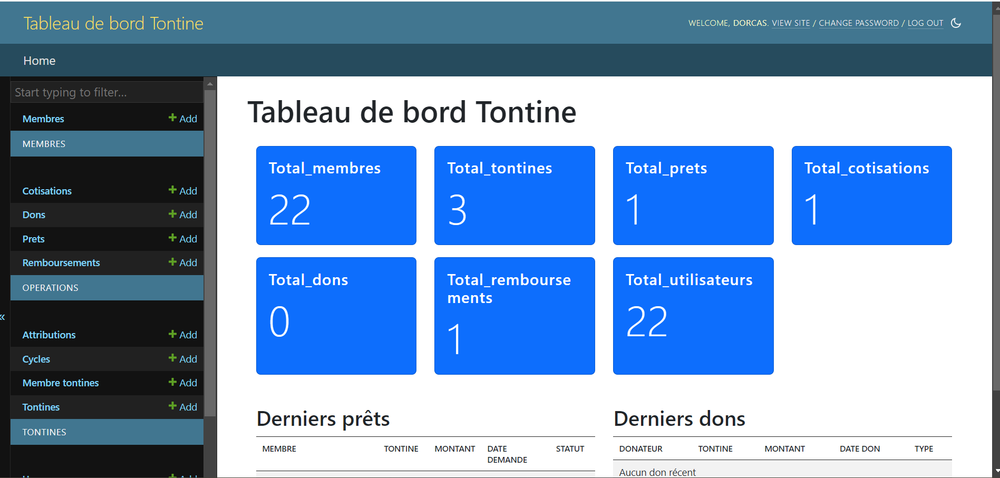 Tableau de bord Tontine
WELCOME, DORCAS. VIEW SITE / CHANGE PASSWORD / LOG OUT
Home
Start typing to filter...
Membres Add
MEMBRES
Cotisations Add
Dons Add
Prets Add
Remboursements Add
OPERATIONS
«
Attributions Add
Cycles Add
Membre tontines Add
Tontines Add
TONTINES
Tableau de bord Tontine
Total_membres
22
Total_tontines
3
Total_prets
1
Total_cotisations
1
Total_dons
0
Total_rembourse
ments
1
Total_utilisateurs
22
Derniers prêts
MEMBRE TONTINE MONTANT DATE DEMANDE STATUT
Derniers dons
DONATEUR TONTINE MONTANT DATE DON TYPE
Aucun don récent